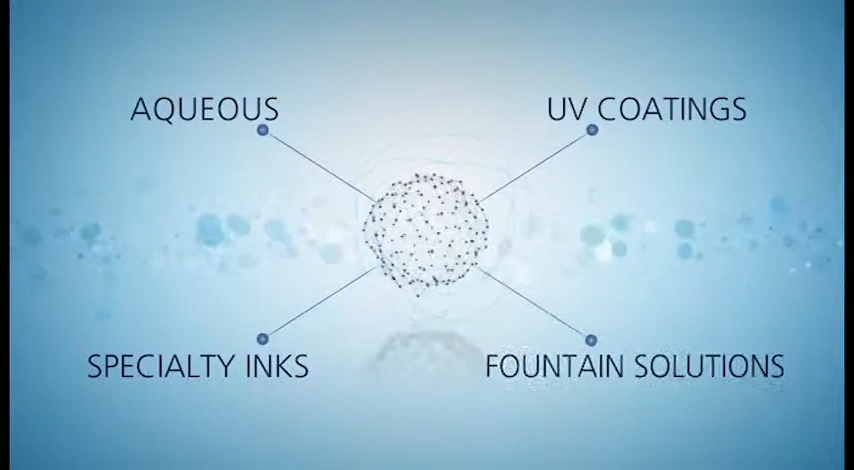 AQUEOUS
UV COATINGS
SPECIALTY INKS
FOUNTAIN SOLUTIONS